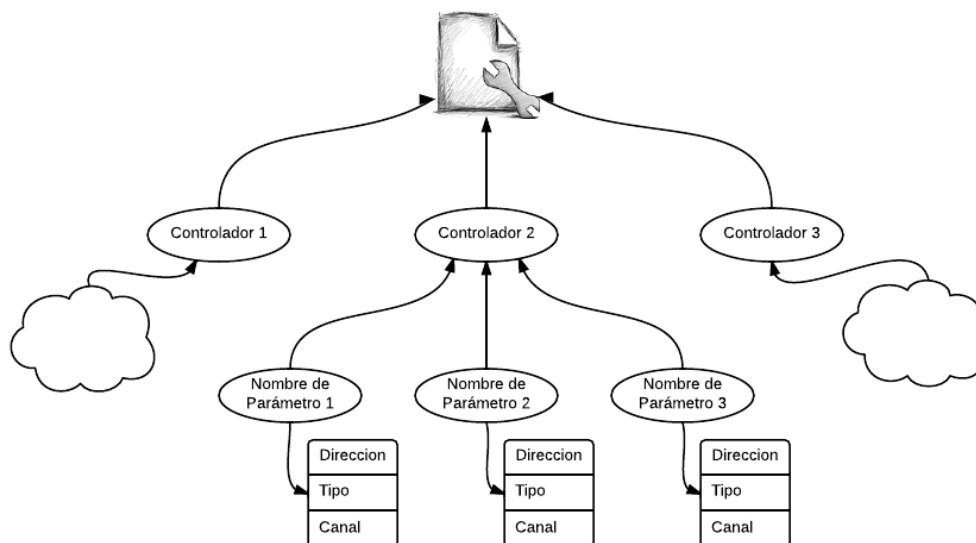 Controlador 1
Controlador 2
Controlador 3
Nombre de
Parámetro 1
Nombre de
Parámetro 2
Nombre de
Parámetro 3
Direccion
Tipo
Canal
Direccion
Tipo
Canal
Direccion
Tipo
Canal